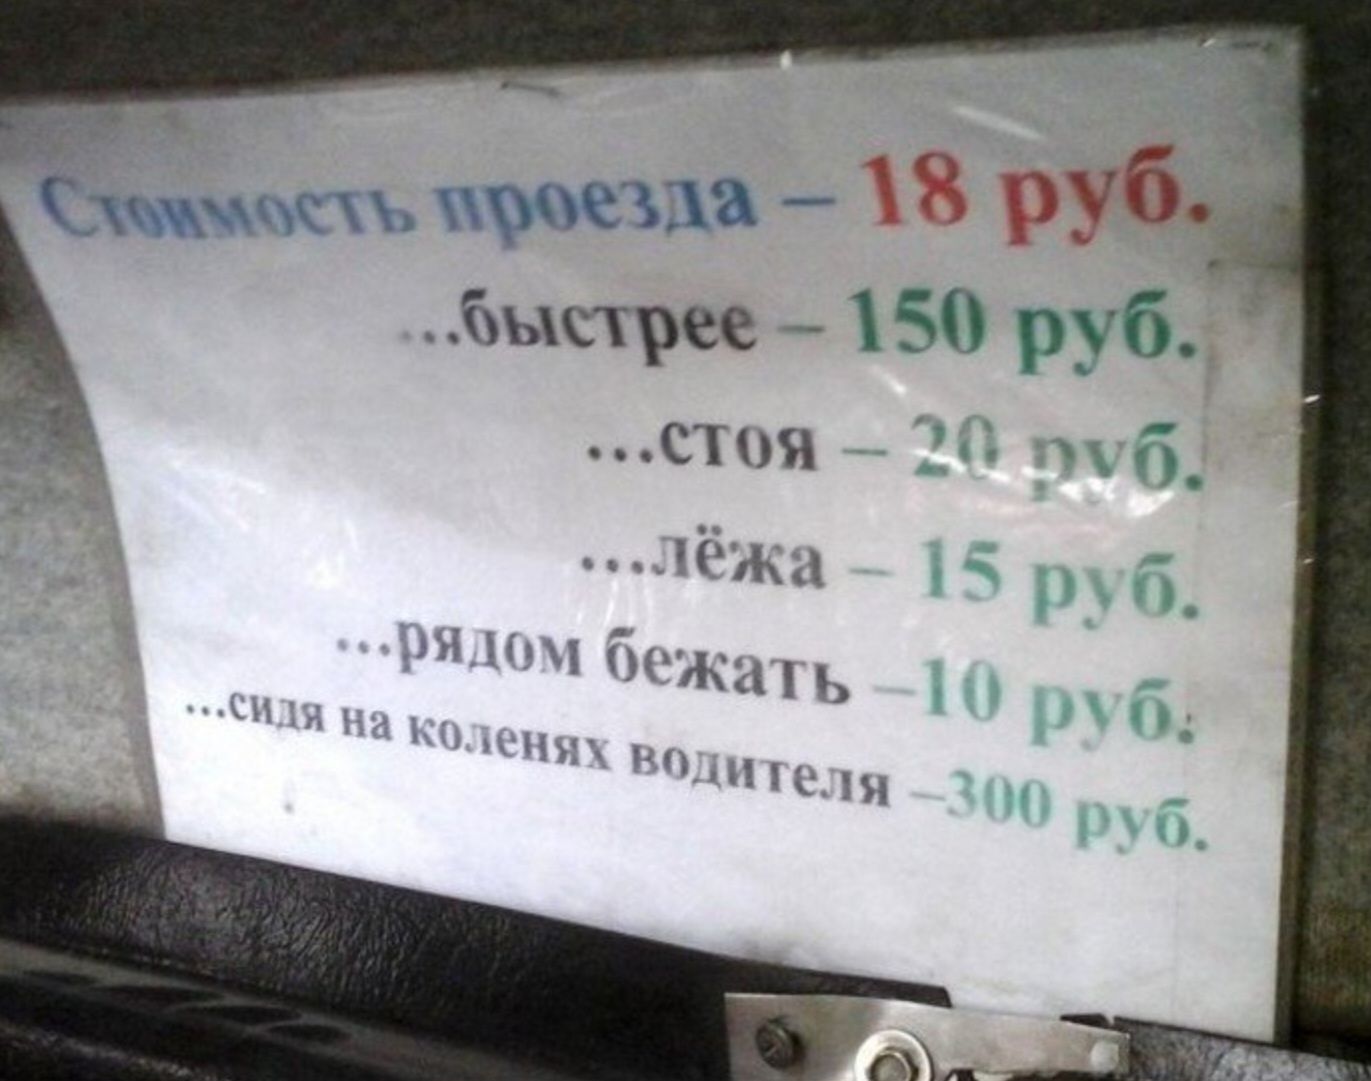 Стоимость проезда – 18 руб.
...быстрее – 150 руб.
...стоя – 20 руб.
...лёжа – 15 руб.
...рядом бежать –10 руб.
...сидя на коленях водителя –300 руб.